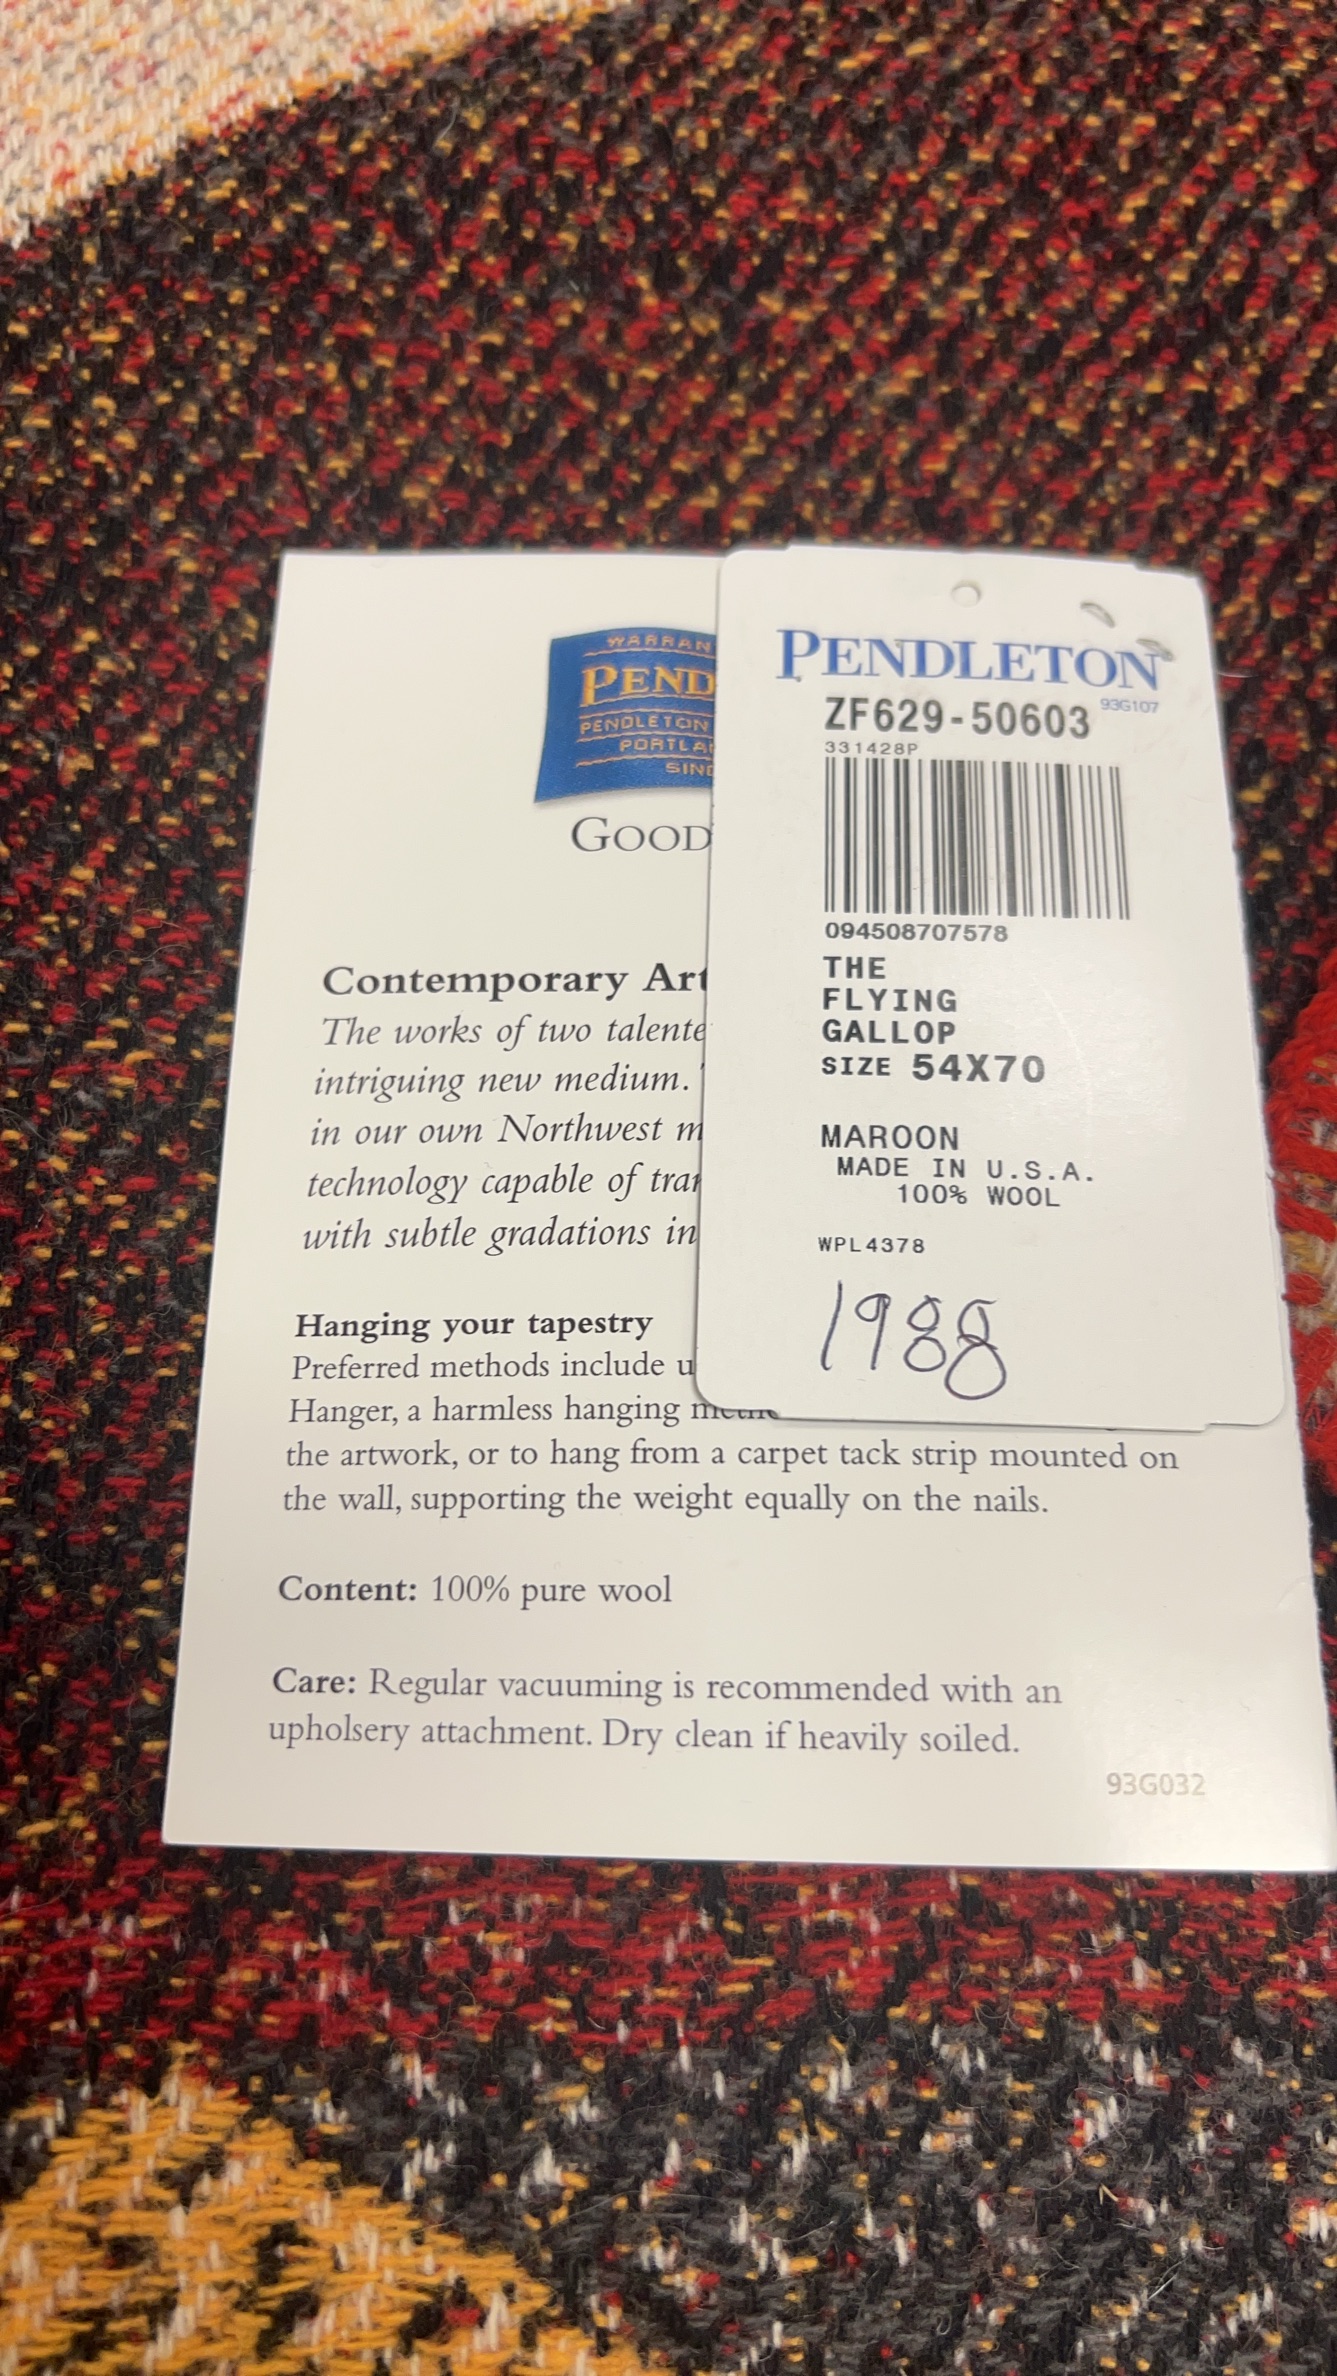 WARRAN
PEND
PENDLETON
PORTLA
SINC
GOOD
Contemporary Art
The works of two talente
intriguing new medium.
in our own Northwest m
technology capable of tra
with subtle gradations in
Hanging your tapestry
Preferred methods include u
Hanger, a harmless hanging
the artwork, or to hang from a carpet tack strip mounted on
the wall, supporting the weight equally on the nails.
Content: 100% pure wool
Care: Regular vacuuming is recommended with an
upholsery attachment. Dry clean if heavily soiled.
93G032
PENDLETON
93G107
ZF629-50603
331428P
094508707578
THE
FLYING
GALLOP
SIZE 54X70
MAROON
MADE IN U.S.A.
100% WOOL
WPL4378
1988